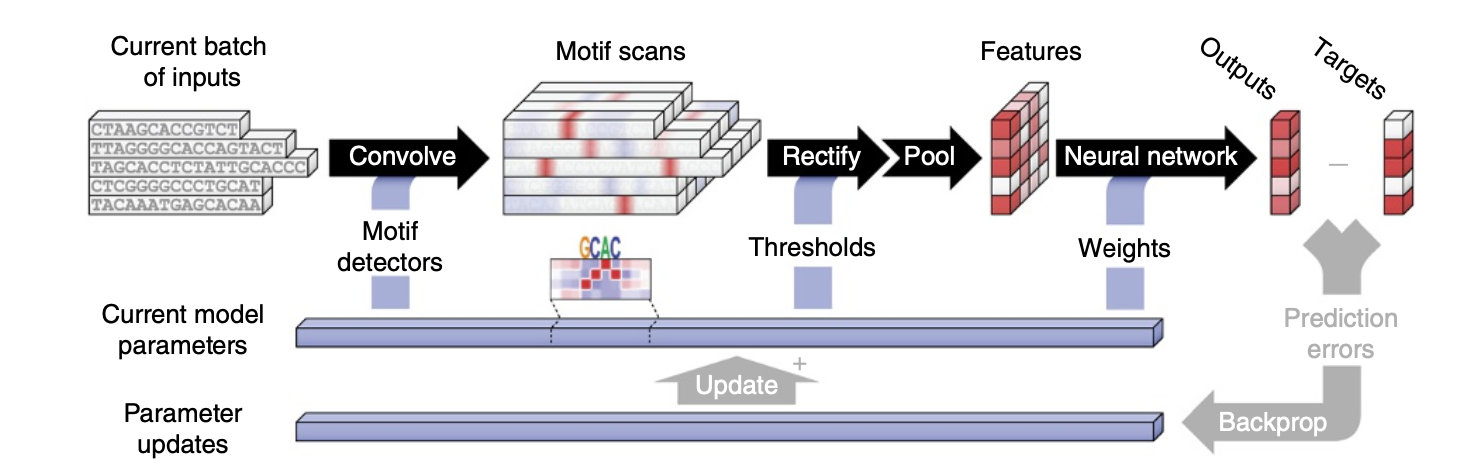 Current batch
of inputs
Motif scans
Features
Outputs
Targets
CTAAGCACCGTCT
TTAGGGGCACCAGTACT
TAGCACCTCTATTGCACCC
CTCGGGGCCCTGCAT
TACAAATGAGCACAA
Convolve
Rectify
Pool
Neural network
–
Motif
detectors
GCAC
Thresholds
Weights
Current model
parameters
Prediction
errors
Update
+
Parameter
updates
Backprop